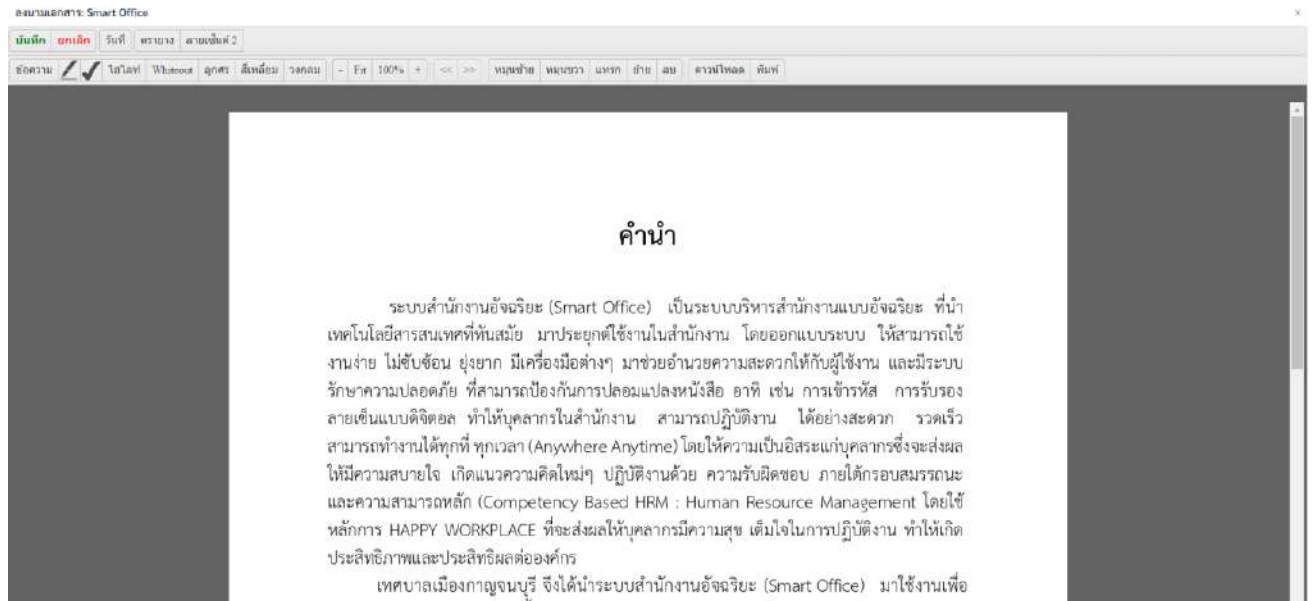 ลงนามเอกสาร: Smart Office
×
บันทึก ยกเลิก วันที่ ตรายาง ลายเซ็นต์ 2
ข้อความ ไฮไลท์ Whiteout ลูกศร สี่เหลี่ยม วงกลม - Fit 100% + << >> หมุนซ้าย หมุนขวา แทรก ย้าย ลบ ดาวน์โหลด พิมพ์
คำนำ
ระบบสำนักงานอัจฉริยะ (Smart Office) เป็นระบบบริหารสำนักงานแบบอัจฉริยะ ที่นำ
เทคโนโลยีสารสนเทศที่ทันสมัย มาประยุกต์ใช้งานในสำนักงาน โดยออกแบบระบบ ให้สามารถใช้
งานง่าย ไม่ซับซ้อน ยุ่งยาก มีเครื่องมือต่างๆ มาช่วยอำนวยความสะดวกให้กับผู้ใช้งาน และมีระบบ
รักษาความปลอดภัย ที่สามารถป้องกันการปลอมแปลงหนังสือ อาทิ เช่น การเข้ารหัส การรับรอง
ลายเซ็นแบบดิจิตอล ทำให้บุคลากรในสำนักงาน สามารถปฏิบัติงาน ได้อย่างสะดวก รวดเร็ว
สามารถทำงานได้ทุกที่ ทุกเวลา (Anywhere Anytime) โดยให้ความเป็นอิสระแก่บุคลากรซึ่งจะส่งผล
ให้มีความสบายใจ เกิดแนวความคิดใหม่ๆ ปฏิบัติงานด้วย ความรับผิดชอบ ภายใต้กรอบสมรรถนะ
และความสามารถหลัก (Competency Based HRM : Human Resource Management โดยใช้
หลักการ HAPPY WORKPLACE ที่จะส่งผลให้บุคลากรมีความสุข เต็มใจในการปฏิบัติงาน ทำให้เกิด
ประสิทธิภาพและประสิทธิผลต่อองค์กร
เทศบาลเมืองกาญจนบุรี จึงได้นำระบบสำนักงานอัจฉริยะ (Smart Office) มาใช้งานเพื่อ